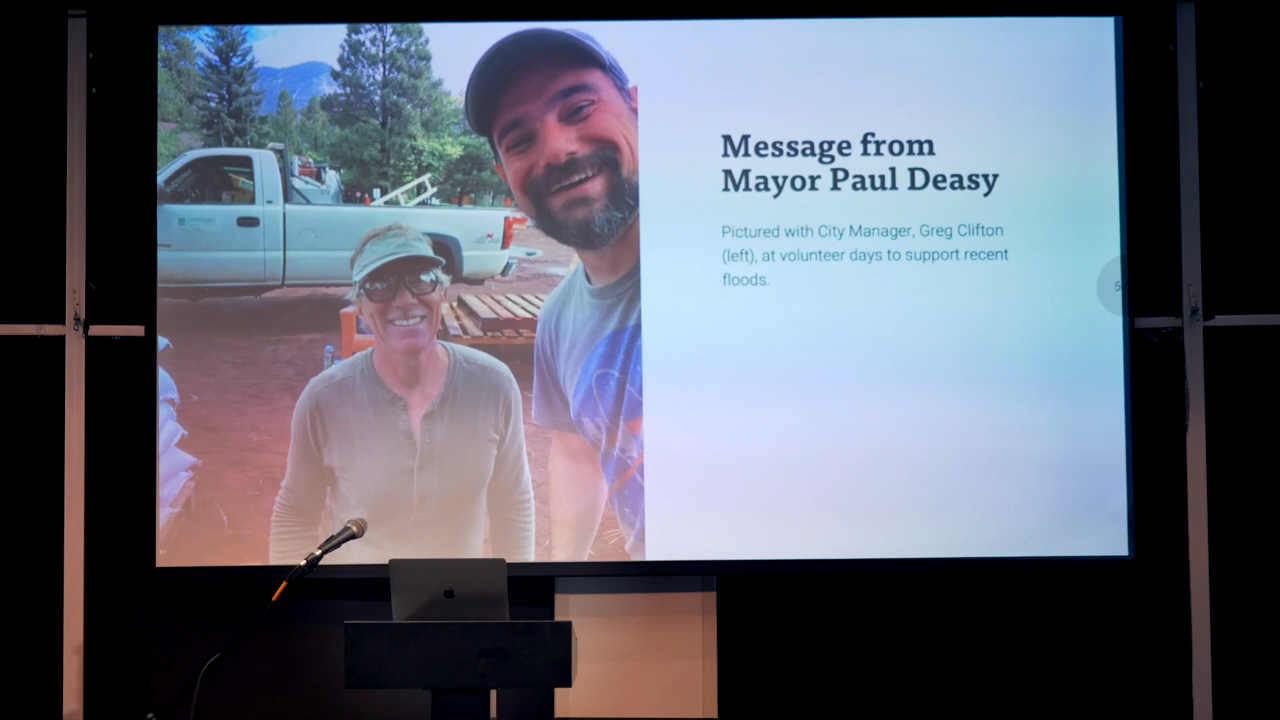 Message from
Mayor Paul Deasy
Pictured with City Manager, Greg Clifton
(left), at volunteer days to support recent
floods.
5